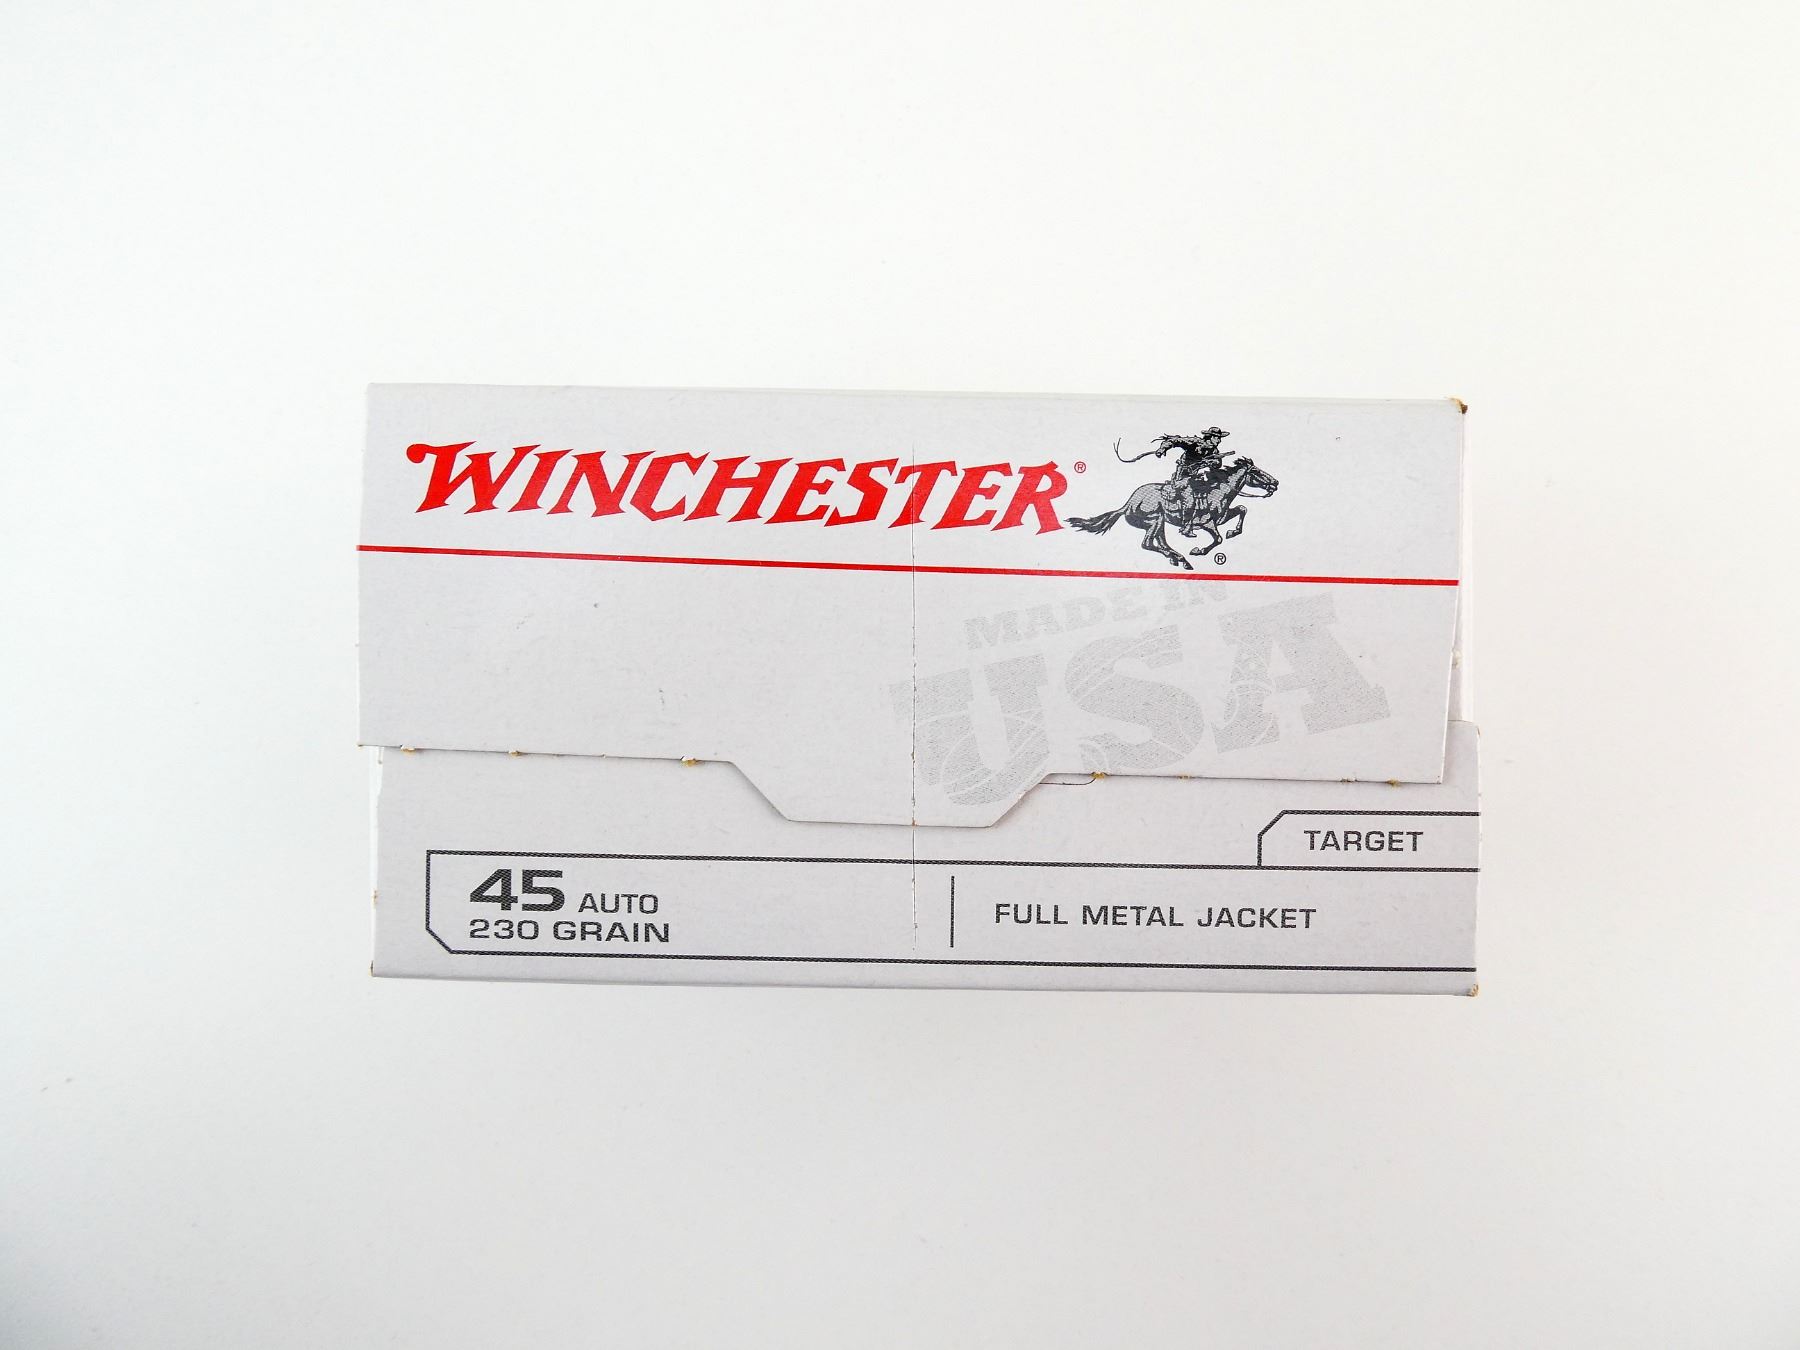 WINCHESTER®
®
MADE IN
USA
TARGET
45 AUTO
230 GRAIN
FULL METAL JACKET